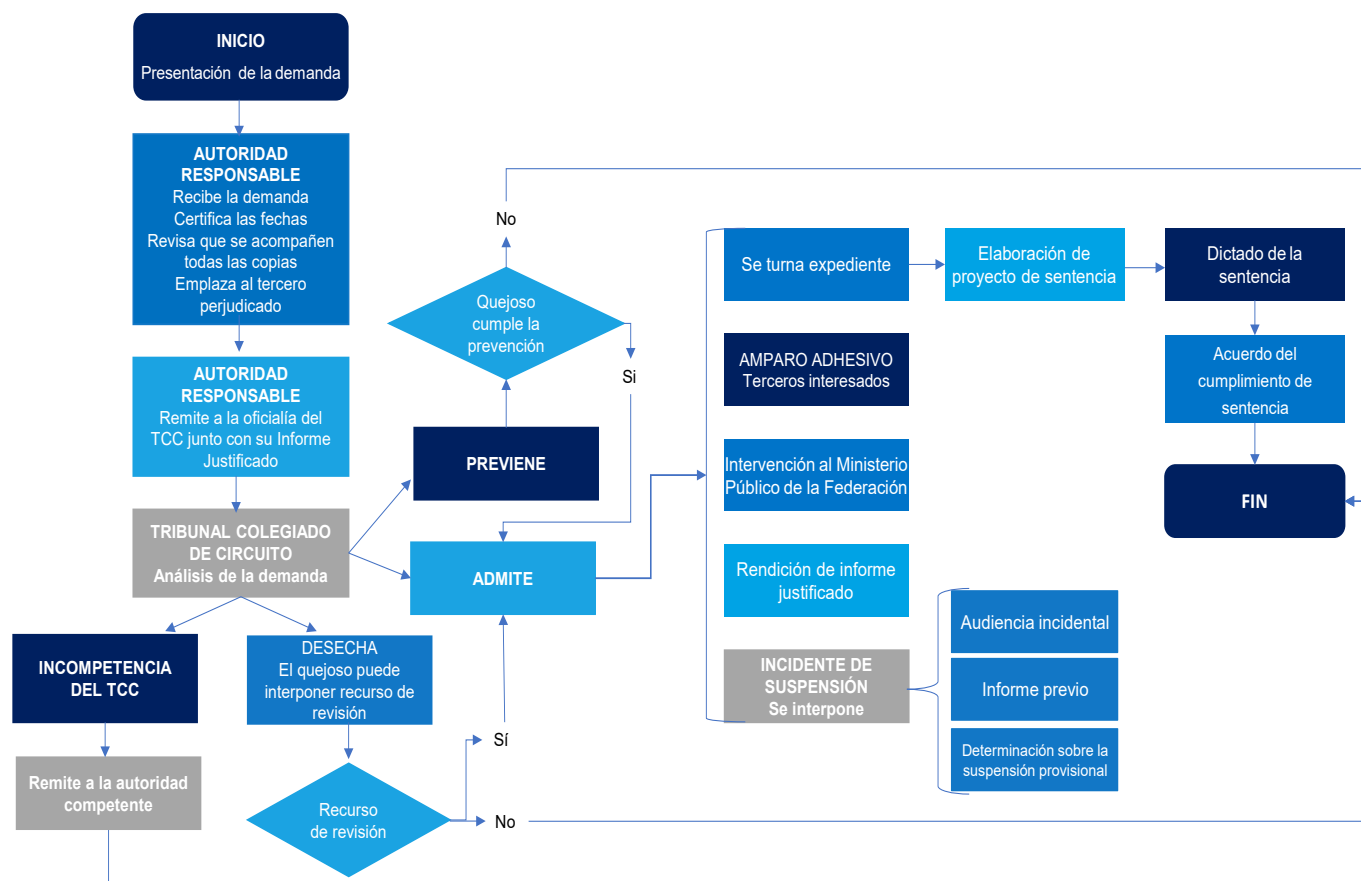 INICIO
Presentación de la demanda
AUTORIDAD
RESPONSABLE
Recibe la demanda
Certifica las fechas
Revisa que se acompañen
todas las copias
Emplaza al tercero
perjudicado
AUTORIDAD
RESPONSABLE
Remite a la oficialía del
TCC junto con su Informe
Justificado
TRIBUNAL COLEGIADO
DE CIRCUITO
Análisis de la demanda
INCOMPETENCIA
DEL TCC
Remite a la autoridad
competente
DESECHA
El quejoso puede
interponer recurso de
revisión
Recurso
de revisión
Sí
No
No
Quejoso
cumple la
prevención
Si
PREVIENE
ADMITE
Se turna expediente
Elaboración de
proyecto de sentencia
Dictado de la
sentencia
AMPARO ADHESIVO
Terceros interesados
Acuerdo del
cumplimiento de
sentencia
Intervención al Ministerio
Público de la Federación
FIN
Rendición de informe
justificado
INCIDENTE DE
SUSPENSIÓN
Se interpone
Audiencia incidental
Informe previo
Determinación sobre la
suspensión provisional